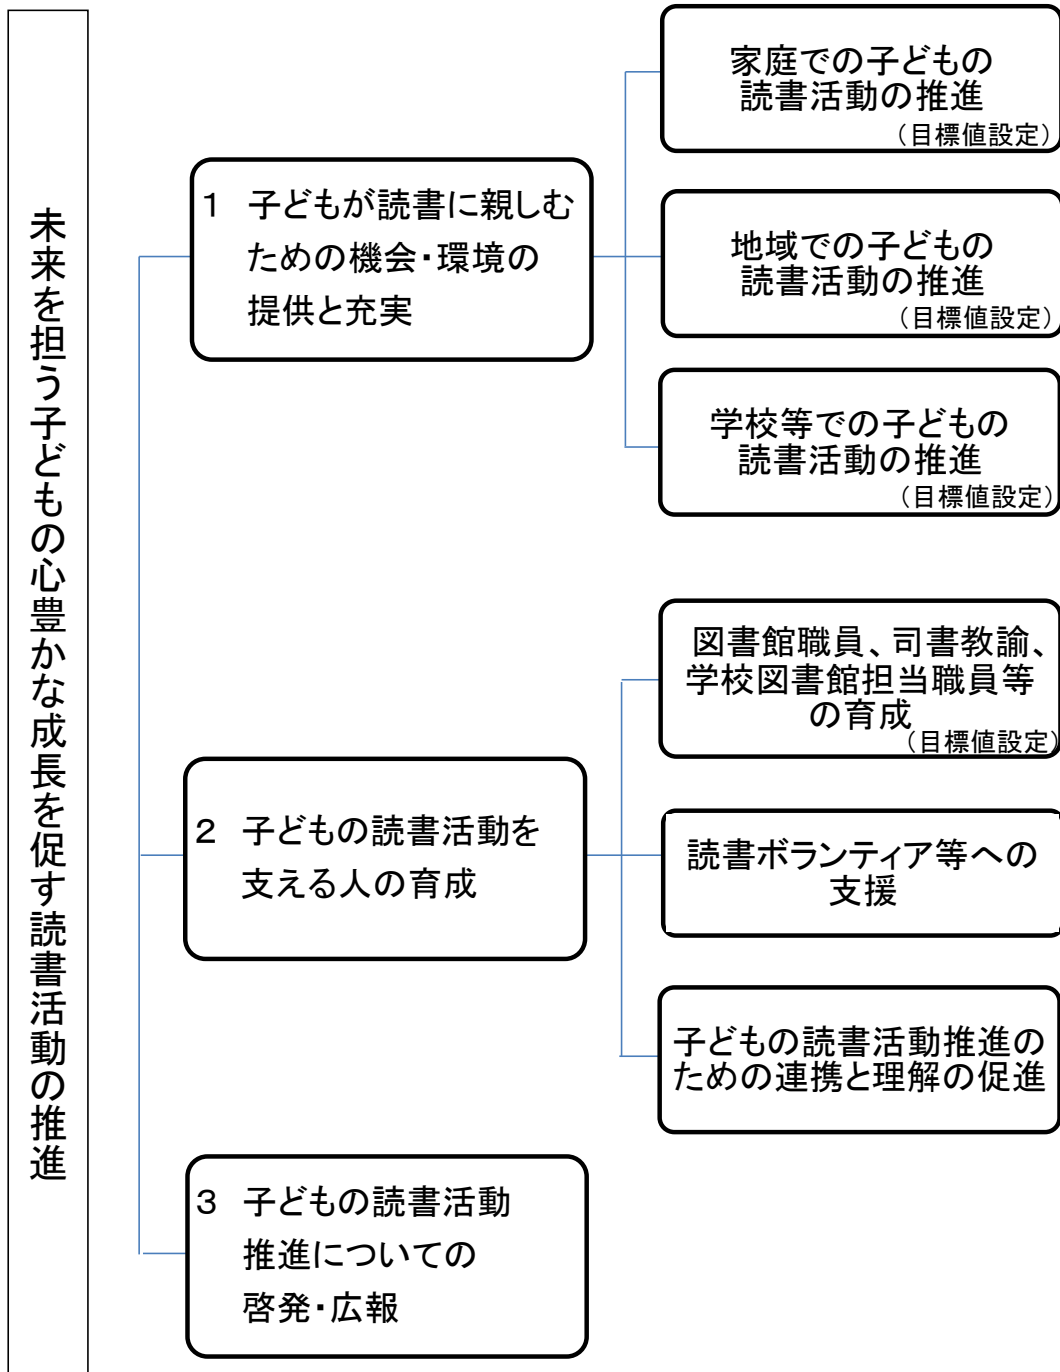 未来を担う子どもの心豊かな成長を促す読書活動の推進
1 子どもが読書に親しむ
ための機会・環境の
提供と充実
家庭での子どもの
読書活動の推進
(目標値設定)
地域での子どもの
読書活動の推進
(目標値設定)
学校等での子どもの
読書活動の推進
(目標値設定)
2 子どもの読書活動を
支える人の育成
図書館職員、司書教諭、
学校図書館担当職員等
の育成
(目標値設定)
読書ボランティア等への
支援
子どもの読書活動推進の
ための連携と理解の促進
3 子どもの読書活動
推進についての
啓発・広報